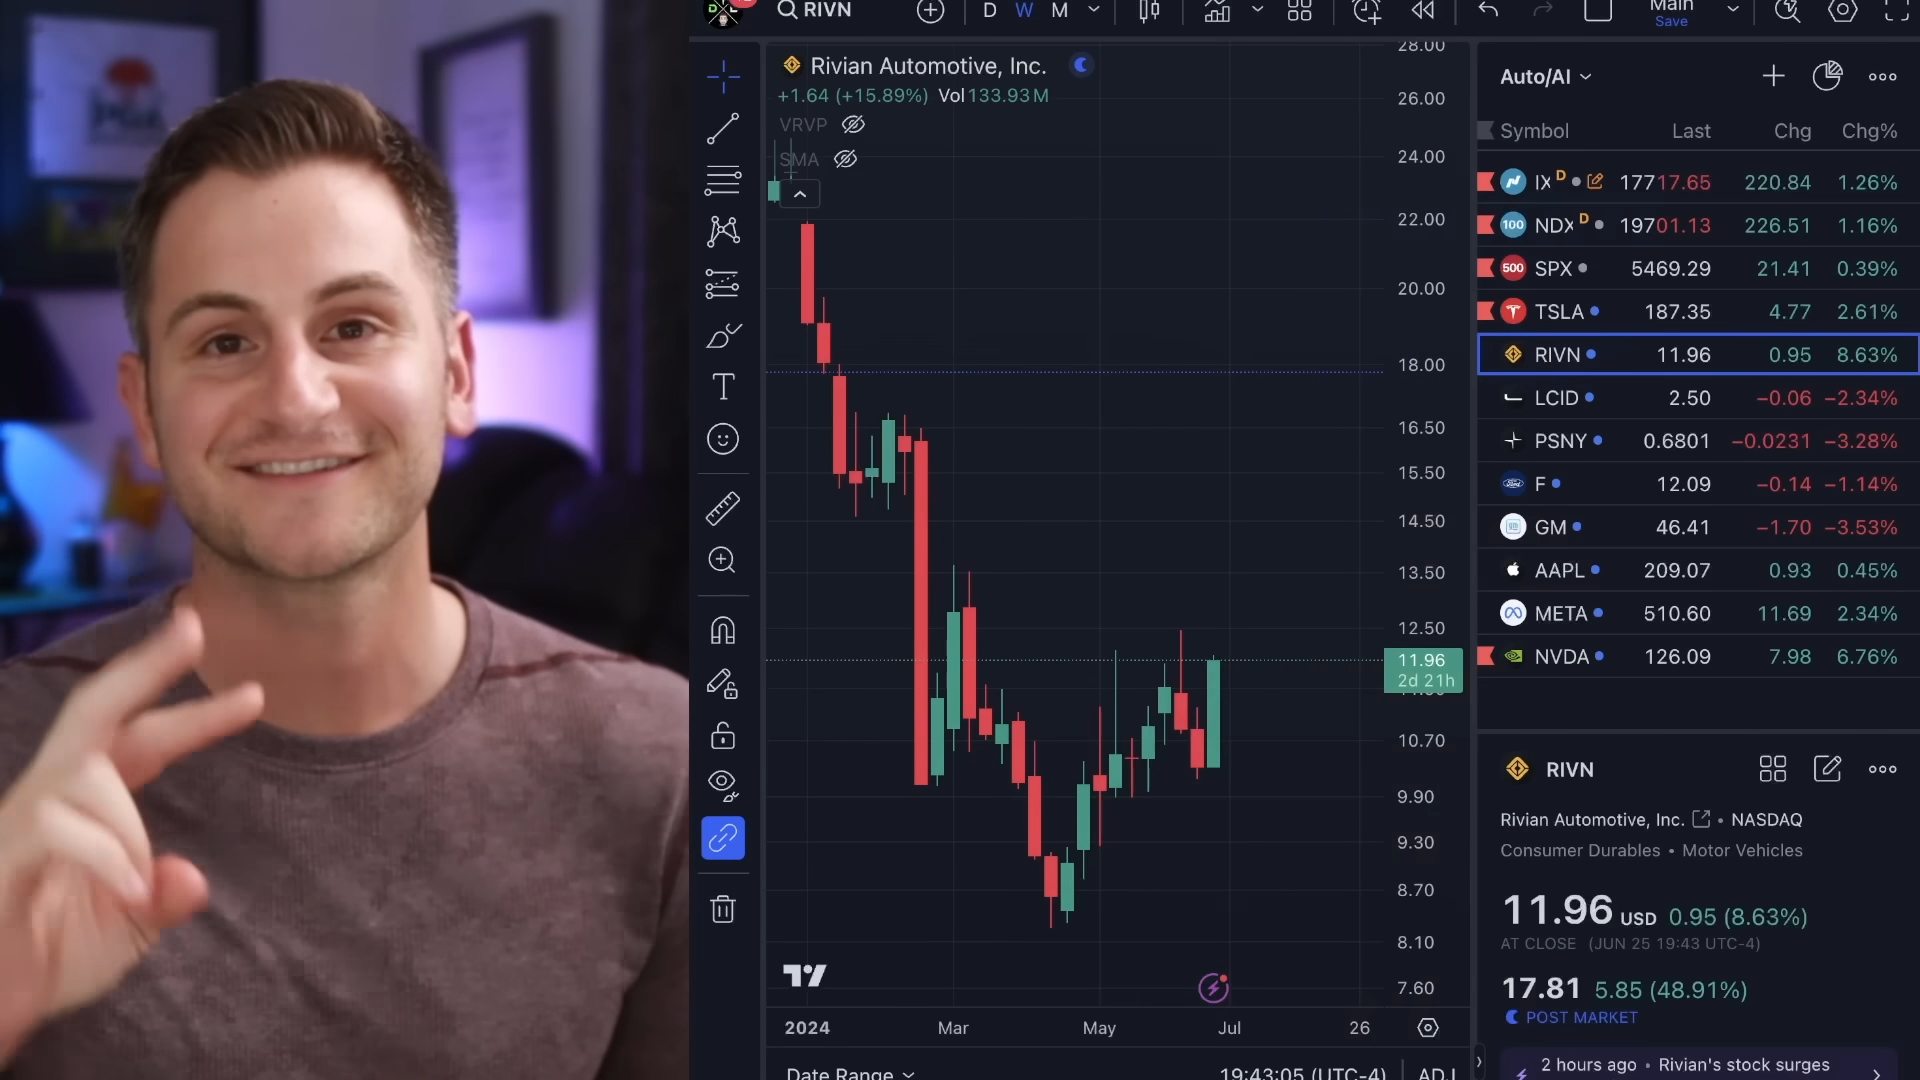 RIVN
D W M
Main
Save
Rivian Automotive, Inc.
+1.64 (+15.89%) Vol 133.93 M
VRVP
SMA
28.00
26.00
24.00
22.00
20.00
18.00
16.50
15.50
14.50
13.50
12.50
11.96
2d 21h
10.70
9.90
9.30
8.70
8.10
7.60
2024 Mar May Jul 26
Date Range
19:43:05 (UTC-4) ADJ
Auto/AI
Symbol Last Chg Chg%
IX D 17717.65 220.84 1.26%
100 NDX D 19701.13 226.51 1.16%
500 SPX 5469.29 21.41 0.39%
TSLA 187.35 4.77 2.61%
RIVN 11.96 0.95 8.63%
LCID 2.50 −0.06 −2.34%
PSNY 0.6801 −0.0231 −3.28%
F 12.09 −0.14 −1.14%
GM 46.41 −1.70 −3.53%
AAPL 209.07 0.93 0.45%
META 510.60 11.69 2.34%
NVDA 126.09 7.98 6.76%
RIVN
Rivian Automotive, Inc. • NASDAQ
Consumer Durables • Motor Vehicles
11.96 USD 0.95 (8.63%)
AT CLOSE (JUN 25 19:43 UTC-4)
17.81 5.85 (48.91%)
POST MARKET
2 hours ago • Rivian's stock surges